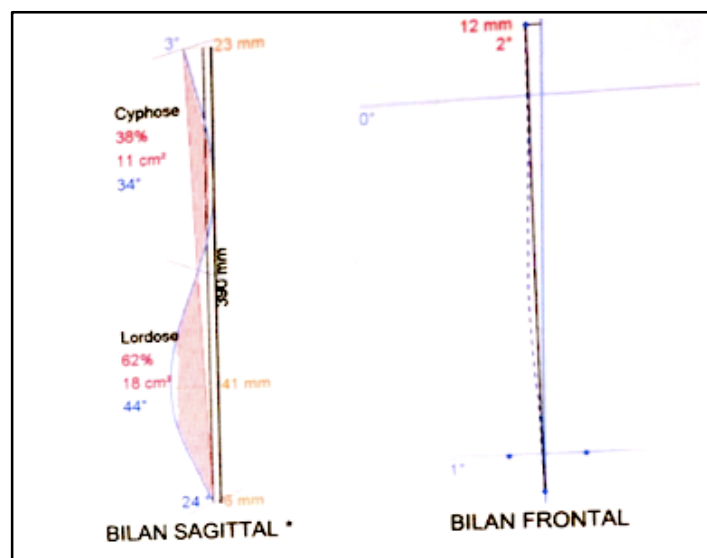 3° 23 mm
Cyphose
38%
11 cm²
34°
390 mm
Lordose
62%
18 cm²
41 mm
44°
24° 6 mm
BILAN SAGITTAL *
12 mm
2°
0°
1°
BILAN FRONTAL